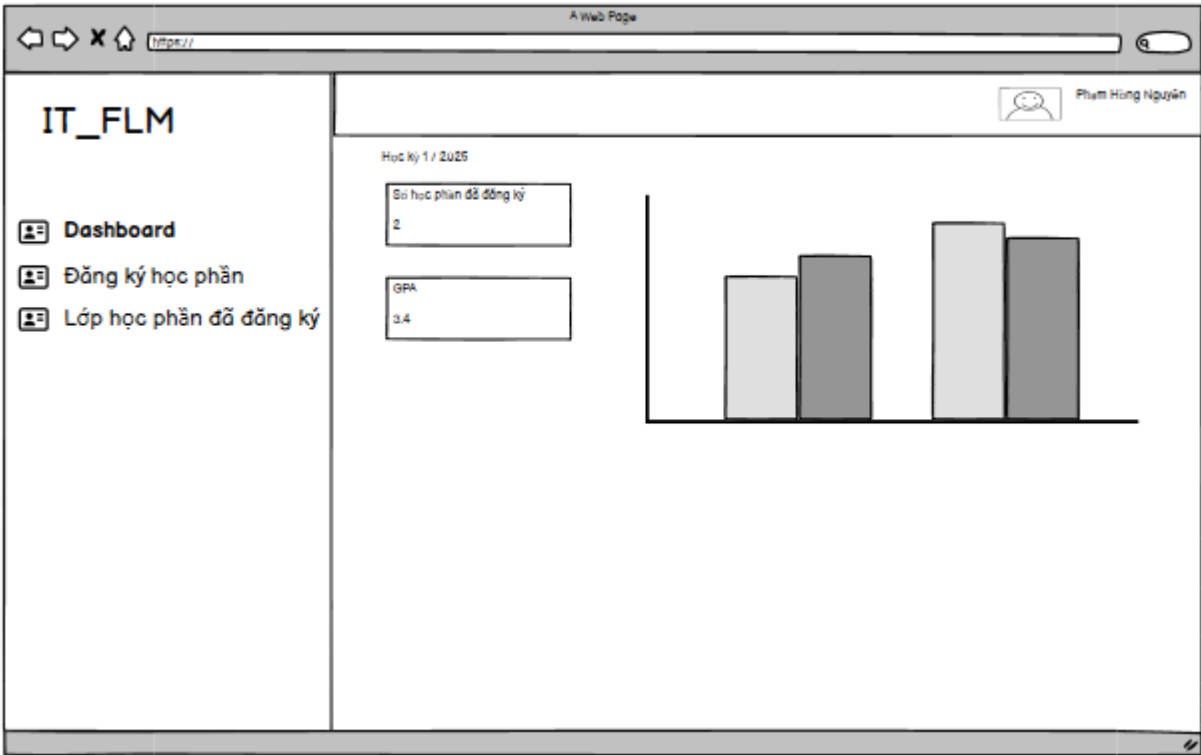 A Web Page
https://
IT_FLM
Phạm Hồng Nguyên
Học kỳ 1 / 2025
Dashboard
Đăng ký học phần
Lớp học phần đã đăng ký
Số học phần đã đăng ký
2
GPA
3.4